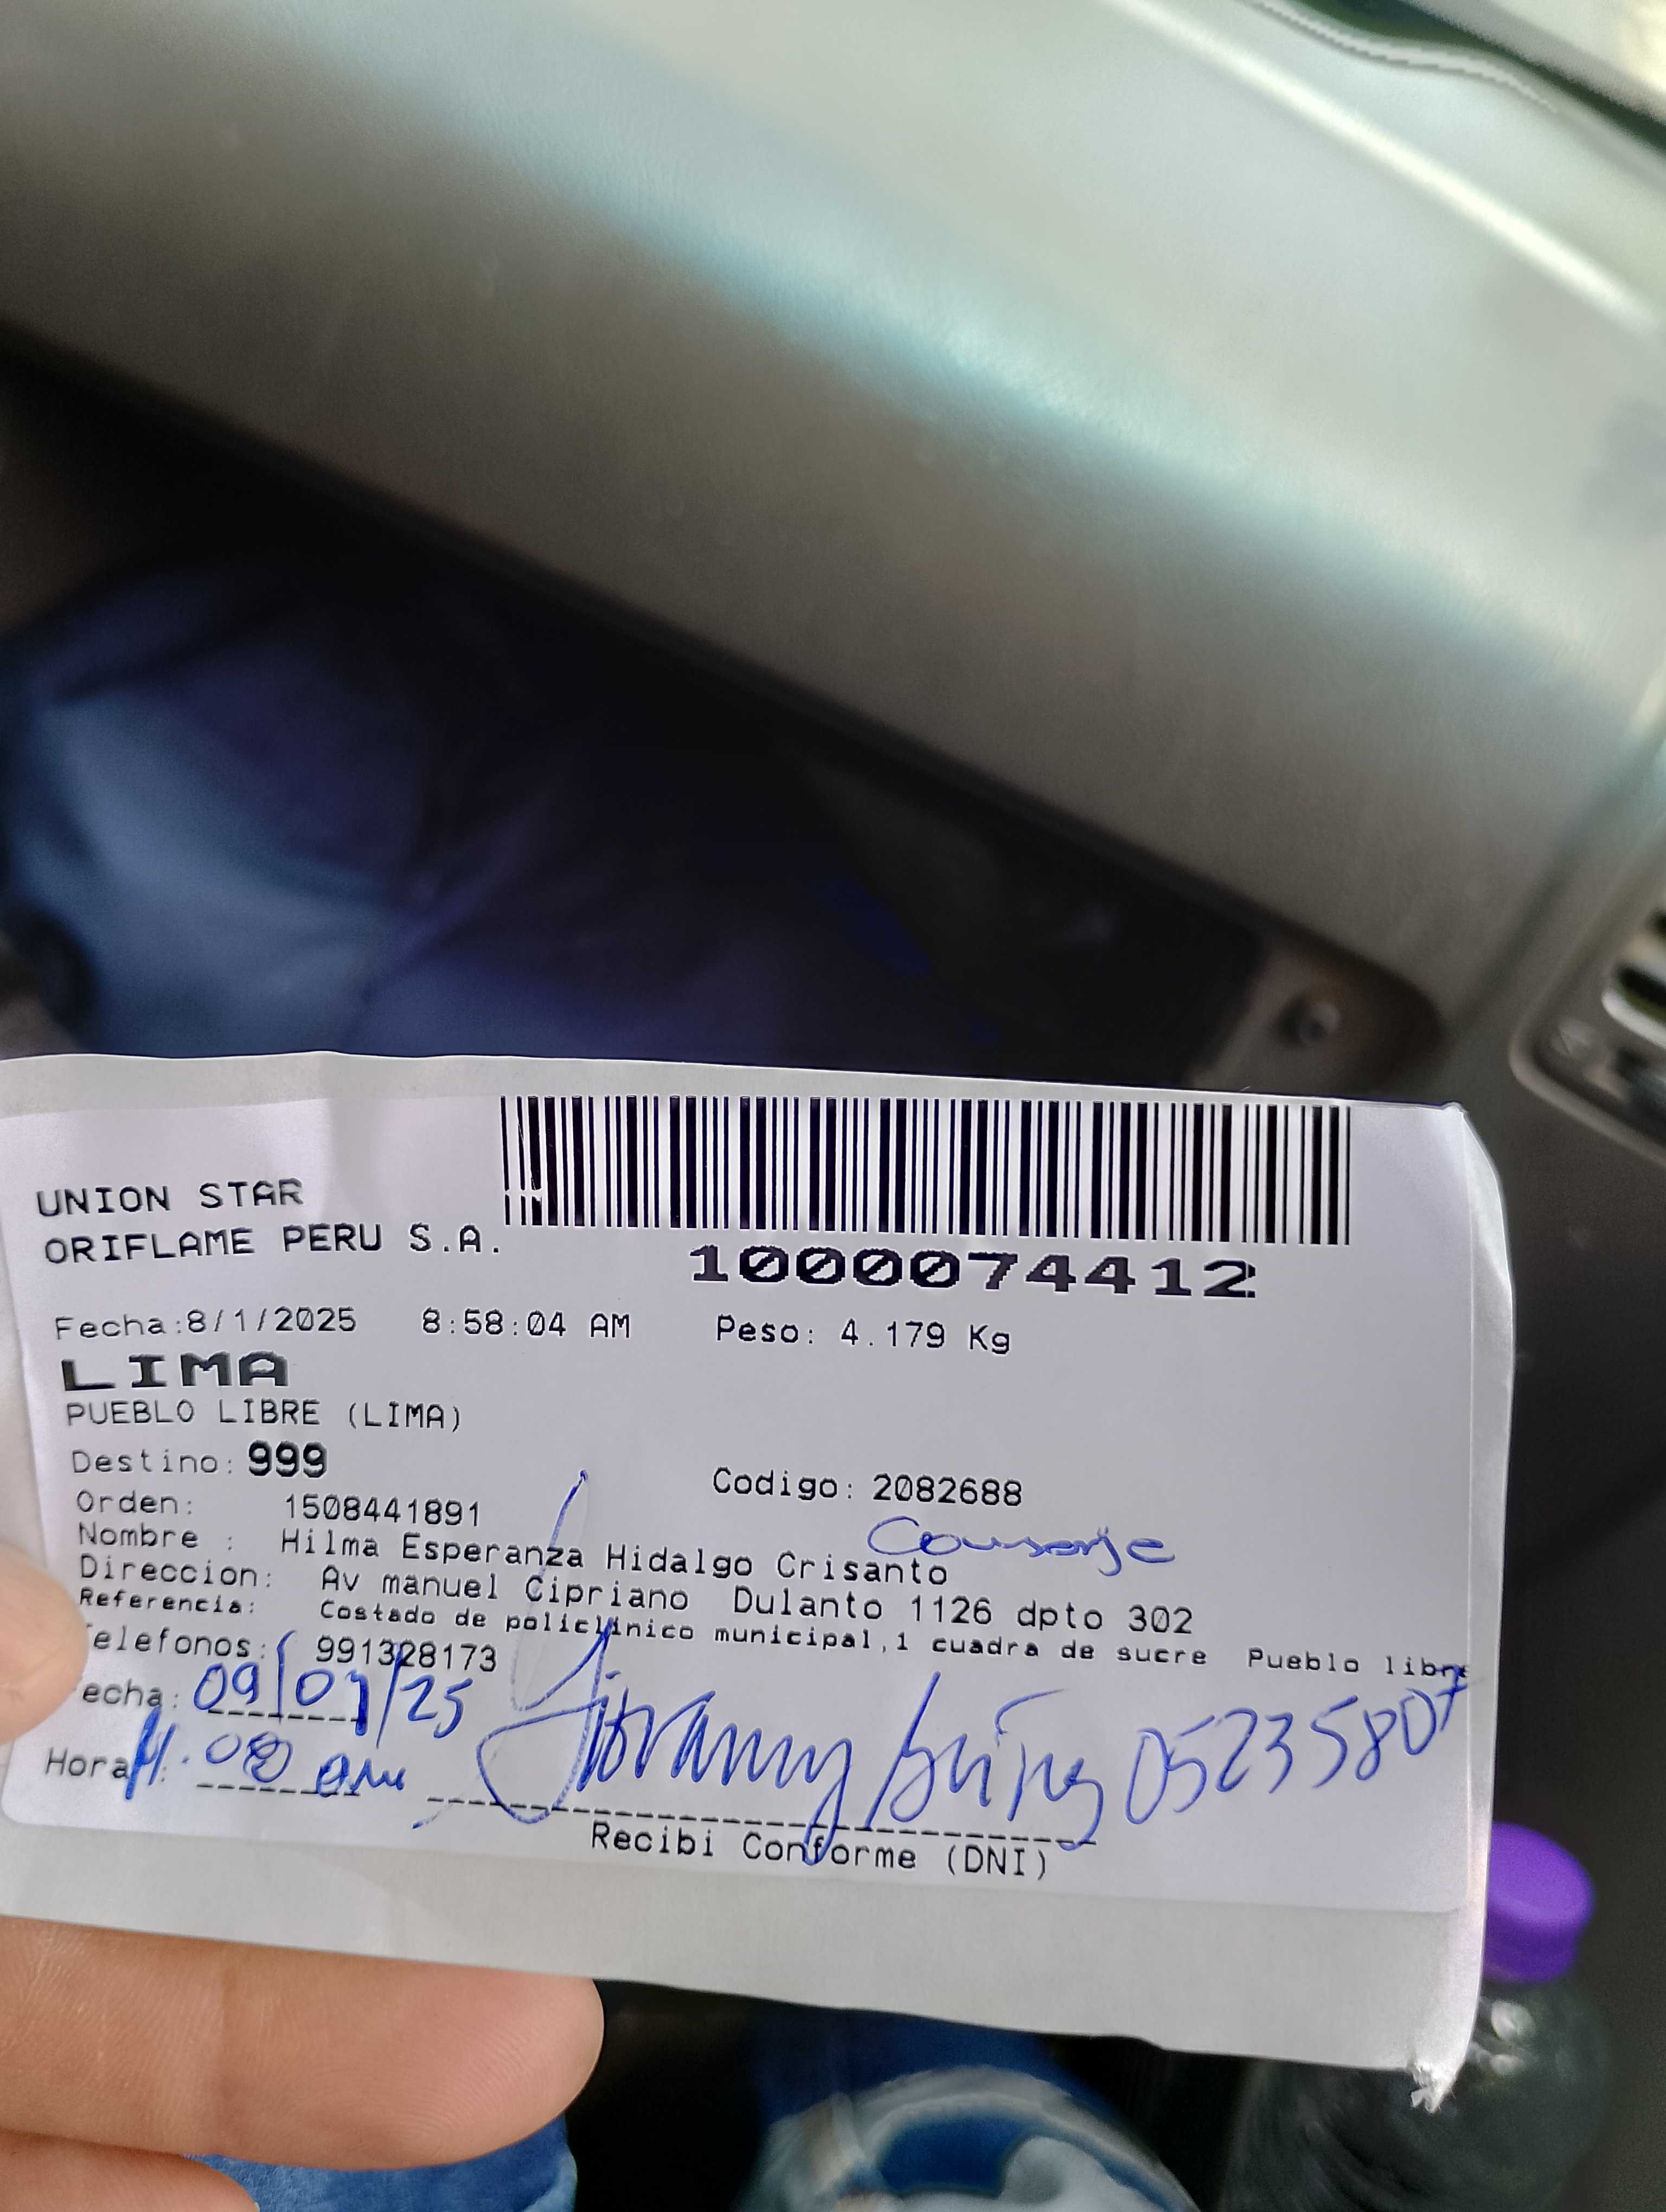 UNION STAR
ORIFLAME PERU S.A.
1000074412
Fecha:8/1/2025 8:58:04 AM Peso: 4.179 Kg
LIMA
PUEBLO LIBRE (LIMA)
Destino: 999
Codigo: 2082688
Orden: 1508441891
Conserje
Nombre : Hilma Esperanza Hidalgo Crisanto
Direccion: Av manuel Cipriano Dulanto 1126 dpto 302
Referencia: Costado de policlinico municipal,1 cuadra de sucre Pueblo libre
Telefonos: 991328173
Fecha: 09/01/25
05235807
Hora: 11:08 am
Recibi Conforme (DNI)